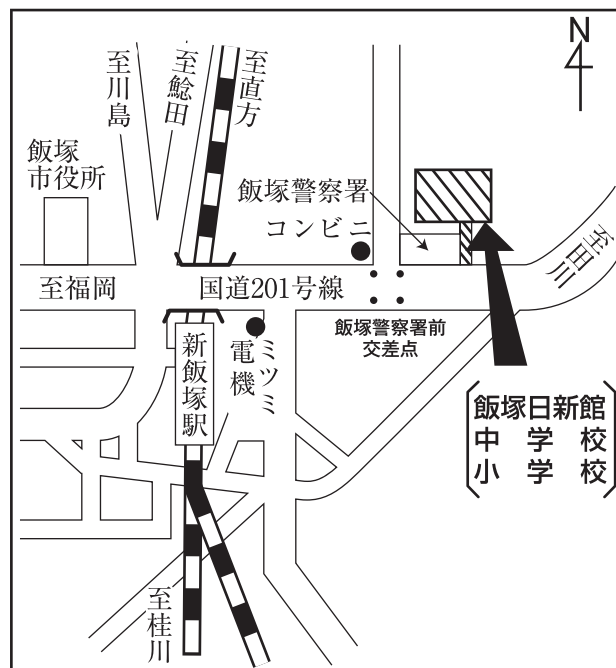 N
至川島
至鯰田
至直方
飯塚
市役所
飯塚警察署
コンビニ
至田川
至福岡
国道201号線
飯塚警察署前
交差点
新飯塚駅
ミツミ
電機
飯塚日新館
中学校
小学校
至桂川